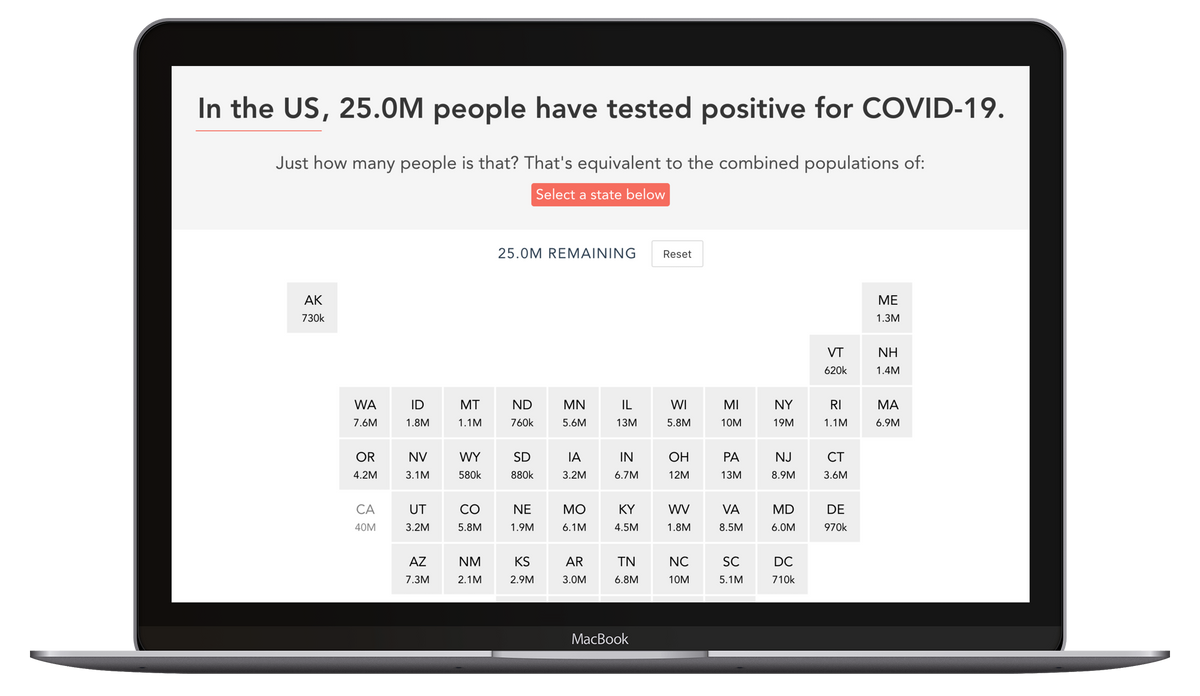 In the US, 25.0M people have tested positive for COVID-19.
Just how many people is that? That's equivalent to the combined populations of:
Select a state below
25.0M REMAINING Reset
AK ME
730k 1.3M
VT NH
620k 1.4M
WA ID MT ND MN IL WI MI NY RI MA
7.6M 1.8M 1.1M 760k 5.6M 13M 5.8M 10M 19M 1.1M 6.9M
OR NV WY SD IA IN OH PA NJ CT
4.2M 3.1M 580k 880k 3.2M 6.7M 12M 13M 8.9M 3.6M
CA UT CO NE MO KY WV VA MD DE
40M 3.2M 5.8M 1.9M 6.1M 4.5M 1.8M 8.5M 6.0M 970k
AZ NM KS AR TN NC SC DC
7.3M 2.1M 2.9M 3.0M 6.8M 10M 5.1M 710k
MacBook